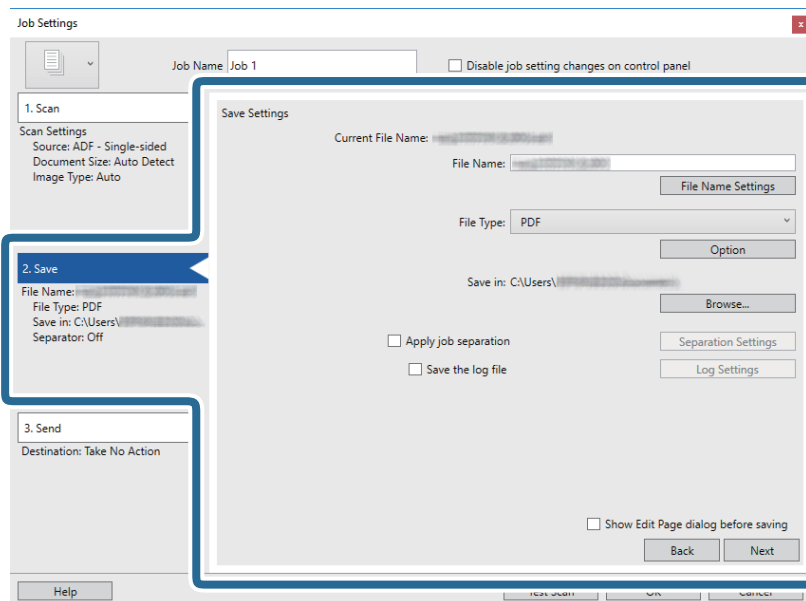 Job Settings
Job Name Job 1
Disable job setting changes on control panel
1. Scan
Scan Settings
Source: ADF - Single-sided
Document Size: Auto Detect
Image Type: Auto
2. Save
File Name:
File Type: PDF
Save in: C:\Users\
Separator: Off
3. Send
Destination: Take No Action
Save Settings
Current File Name:
File Name:
File Name Settings
File Type: PDF
Option
Save in: C:\Users\
Browse...
Apply job separation
Separation Settings
Save the log file
Log Settings
Show Edit Page dialog before saving
Back Next
Help Test Scan OK Cancel